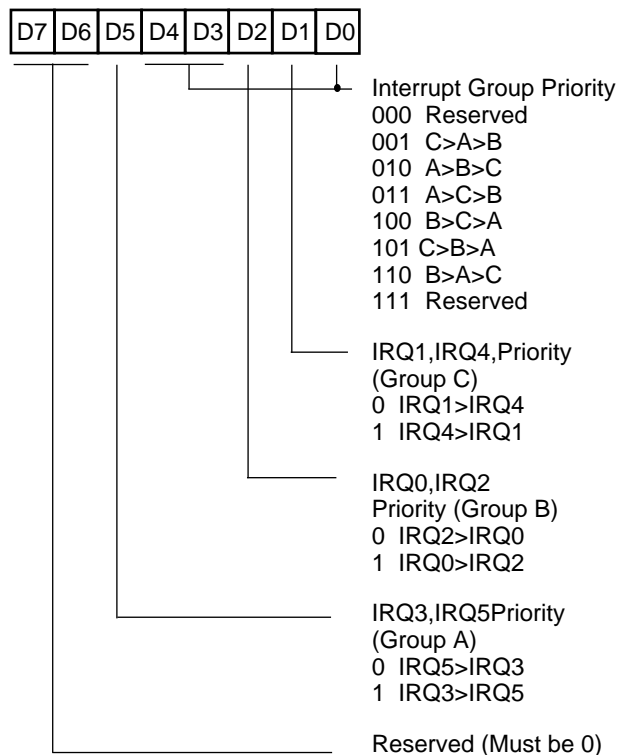 D7 D6 D5 D4 D3 D2 D1 D0
Interrupt Group Priority
000 Reserved
001 C>A>B
010 A>B>C
011 A>C>B
100 B>C>A
101 C>B>A
110 B>A>C
111 Reserved
IRQ1,IRQ4,Priority
(Group C)
0 IRQ1>IRQ4
1 IRQ4>IRQ1
IRQ0,IRQ2
Priority (Group B)
0 IRQ2>IRQ0
1 IRQ0>IRQ2
IRQ3,IRQ5Priority
(Group A)
0 IRQ5>IRQ3
1 IRQ3>IRQ5
Reserved (Must be 0)